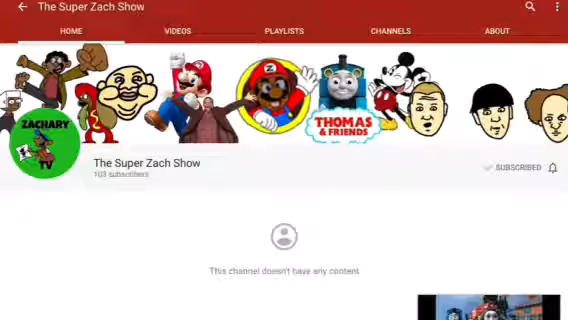 The Super Zach Show
HOME VIDEOS PLAYLISTS CHANNELS ABOUT
Z
ZACHARY
TV
THOMAS
& FRIENDS
The Super Zach Show
103 subscribers
SUBSCRIBED
This channel doesn't have any content